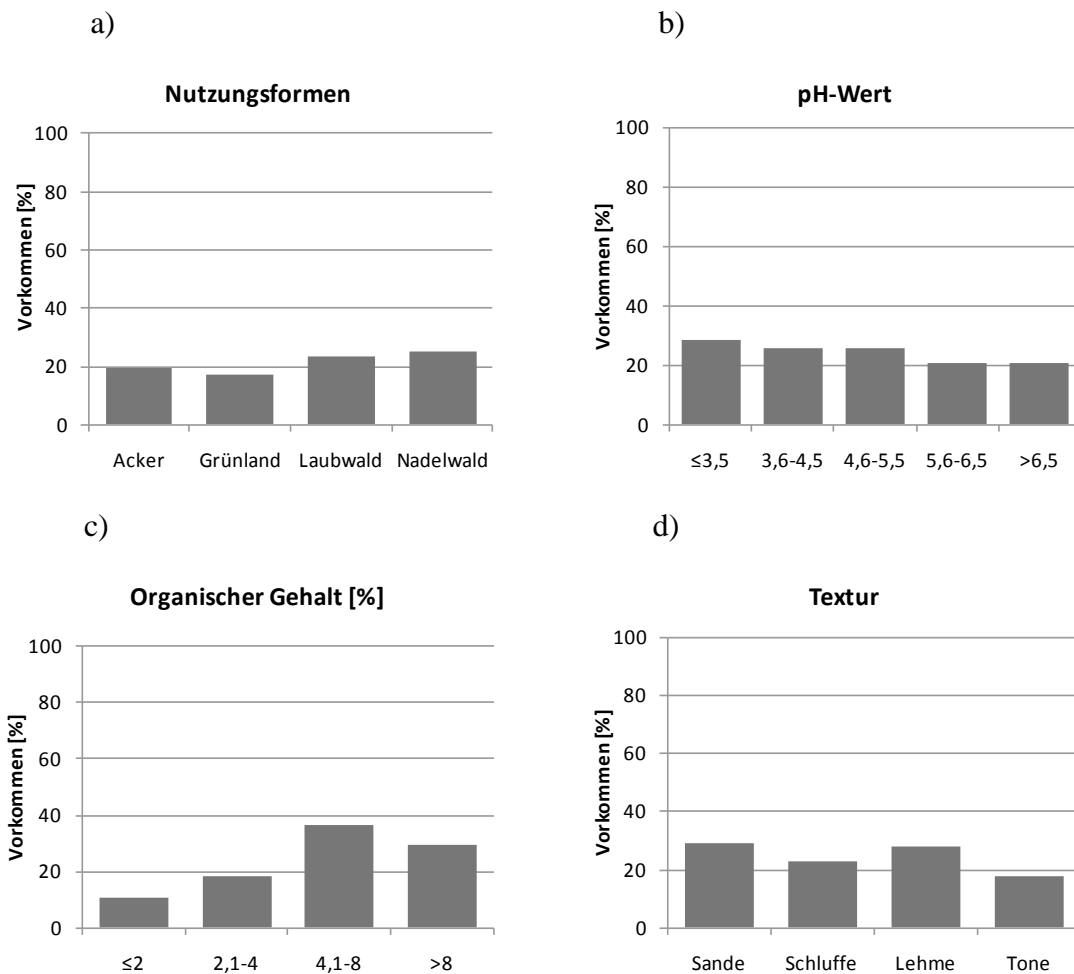 a)
Nutzungsformen
Vorkommen [%]
100
80
60
40
20
0
Acker Grünland Laubwald Nadelwald
b)
pH-Wert
Vorkommen [%]
100
80
60
40
20
0
≤3,5 3,6-4,5 4,6-5,5 5,6-6,5 >6,5
c)
Organischer Gehalt [%]
Vorkommen [%]
100
80
60
40
20
0
≤2 2,1-4 4,1-8 >8
d)
Textur
Vorkommen [%]
100
80
60
40
20
0
Sande Schluffe Lehme Tone